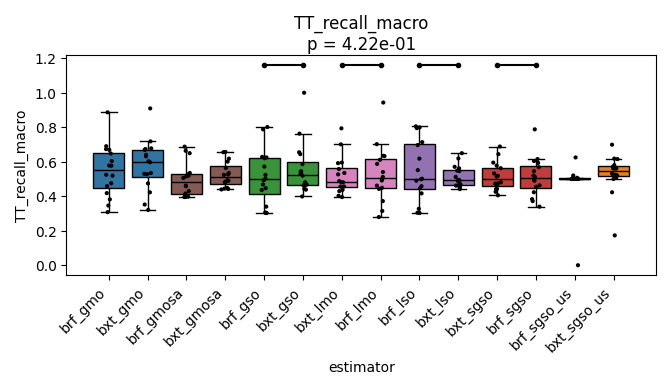 TT_recall_macro
p = 4.22e-01
TT_recall_macro
1.2
1.0
0.8
0.6
0.4
0.2
0.0
brf_gmo
bxt_gmo
brf_gmosa
bxt_gmosa
brf_gso
bxt_gso
bxt_lmo
brf_lmo
brf_lso
bxt_lso
bxt_sgso
brf_sgso
brf_sgso_us
bxt_sgso_us
estimator